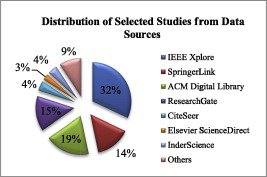 Distribution of Selected Studies from Data
Sources
9%
4%
3%
4%
15%
19%
14%
32%
IEEE Xplore
SpringerLink
ACM Digital Library
ResearchGate
CiteSeer
Elsevier ScienceDirect
InderScience
Others